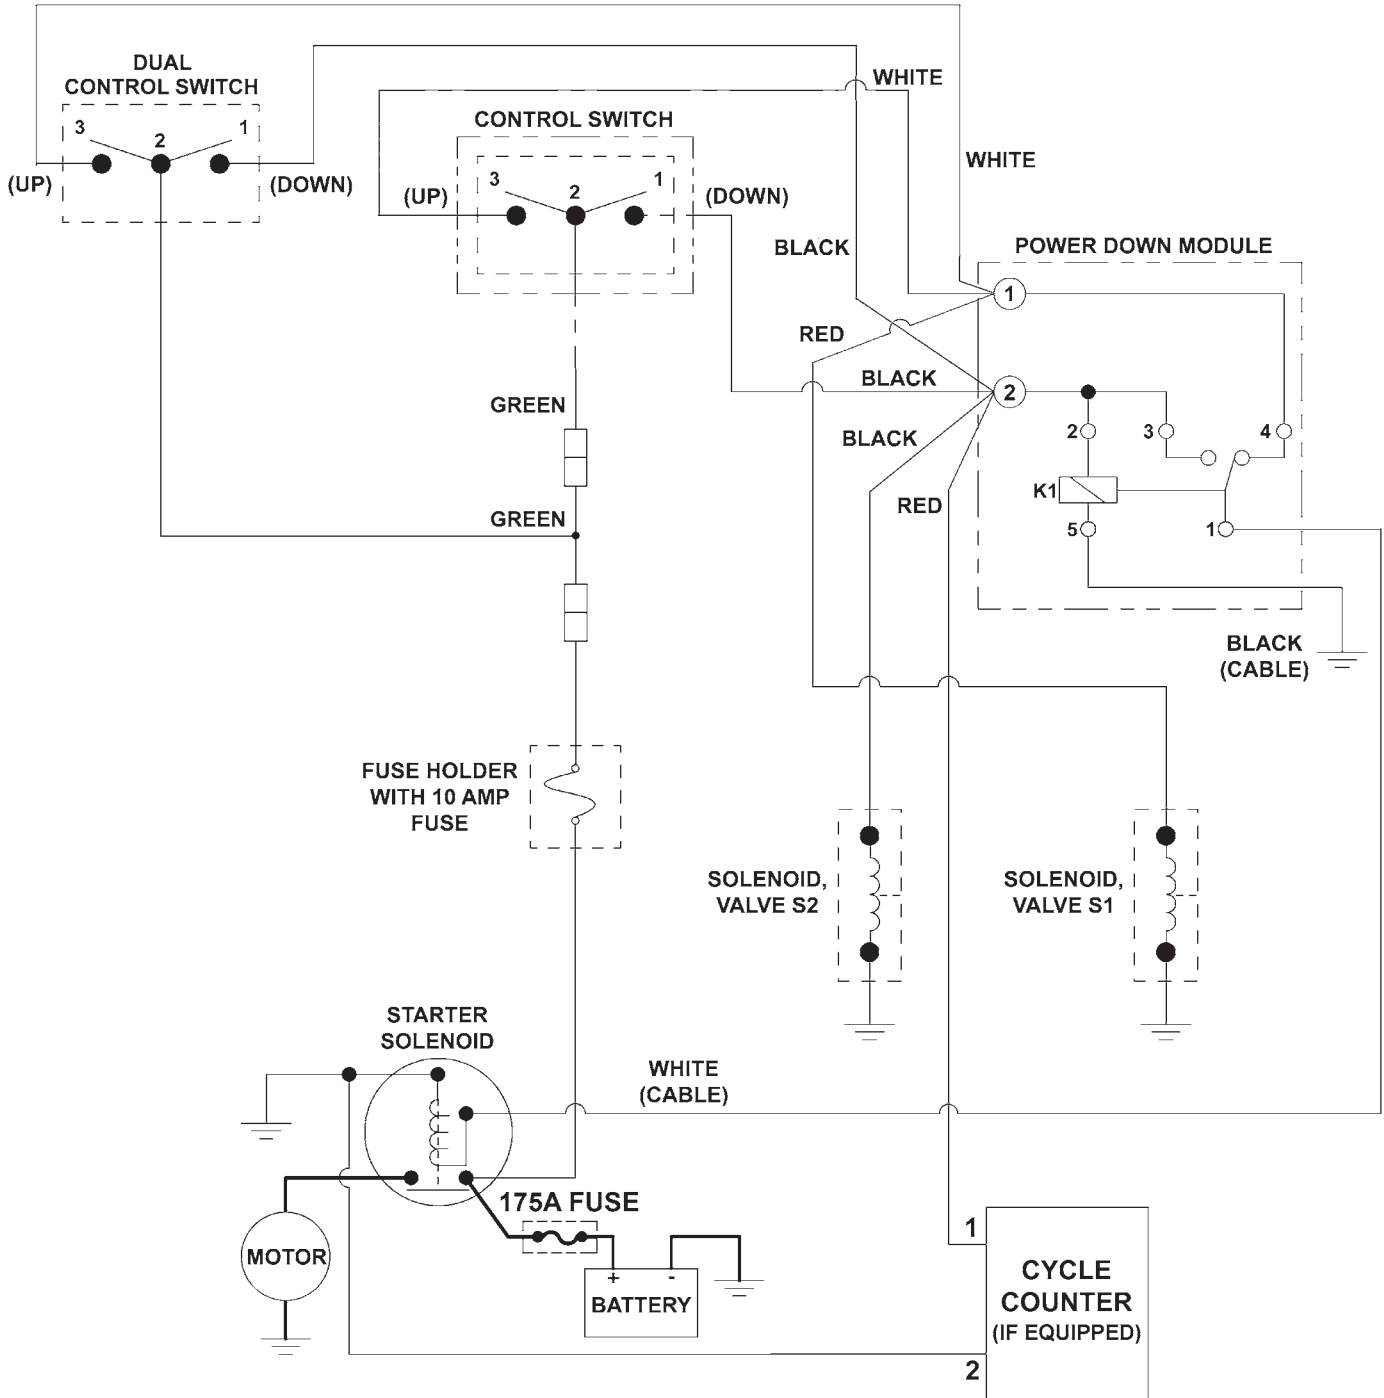 DUAL
CONTROL SWITCH
3
2
1
(UP)
(DOWN)
CONTROL SWITCH
3
2
1
(UP)
(DOWN)
WHITE
WHITE
BLACK
POWER DOWN MODULE
1
RED
BLACK
2
GREEN
BLACK
2
3
4
K1
RED
GREEN
5
1
BLACK
(CABLE)
FUSE HOLDER
WITH 10 AMP
FUSE
SOLENOID,
VALVE S2
SOLENOID,
VALVE S1
STARTER
SOLENOID
WHITE
(CABLE)
175A FUSE
MOTOR
+
-
BATTERY
1
CYCLE
COUNTER
(IF EQUIPPED)
2